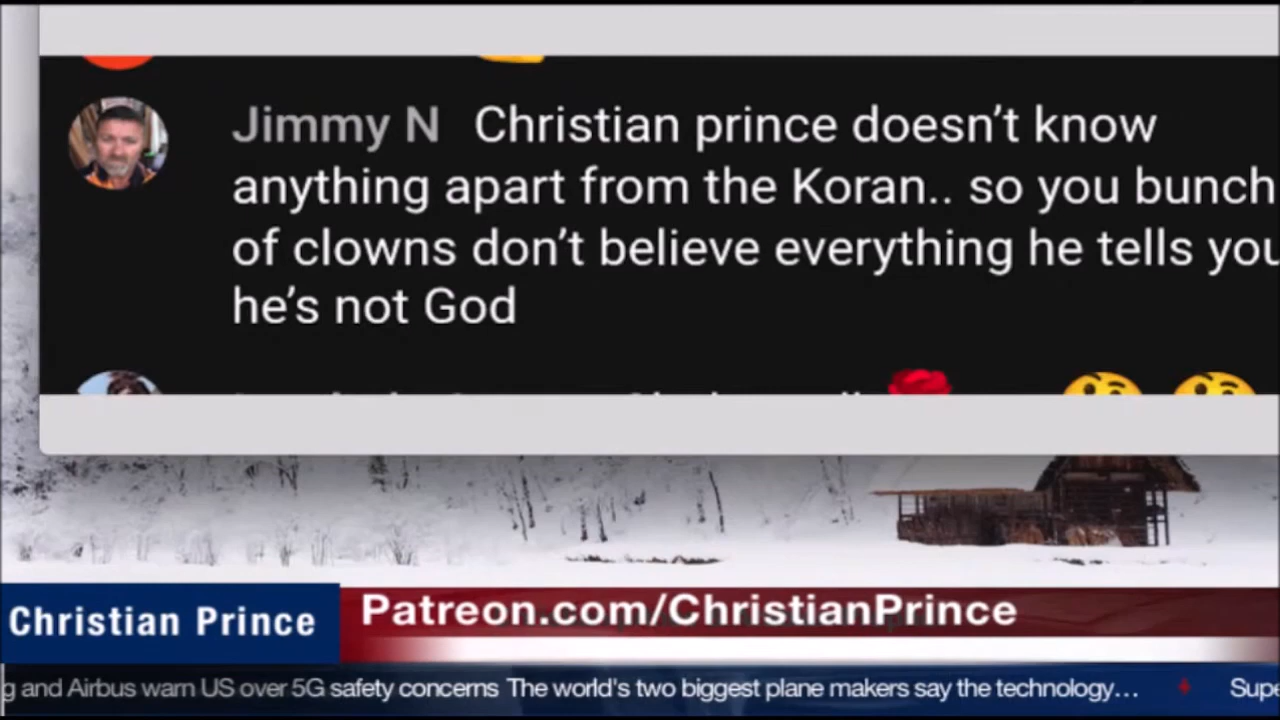 Jimmy N Christian prince doesn’t know
anything apart from the Koran.. so you bunch
of clowns don’t believe everything he tells you
he’s not God
Patreon.com/ChristianPrince
Christian Prince
g and Airbus warn US over 5G safety concerns The world's two biggest plane makers say the technology… Supe